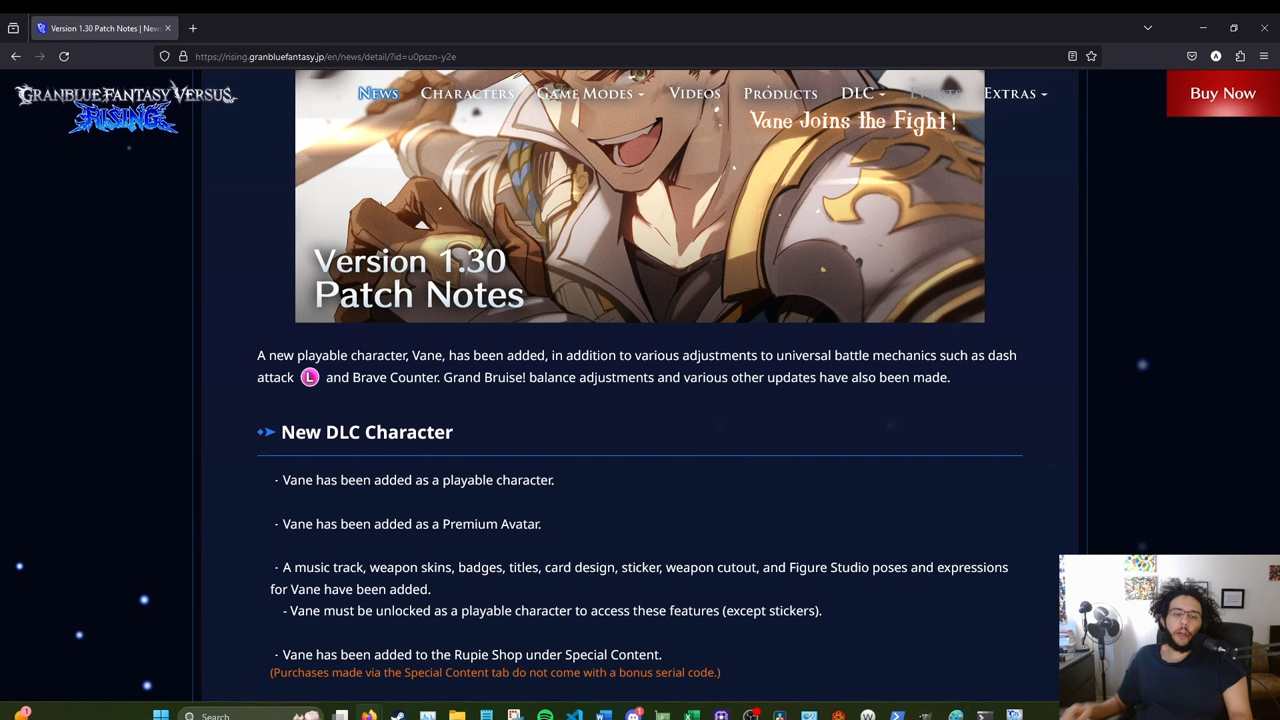 Version 1.30 Patch Notes | New
https://rising.granbluefantasy.jp/en/news/detail/?id=u0pszn-y2e
GRANBLUE FANTASY VERSUS
RISING
NEWS
CHARACTERS
GAME MODES
VIDEOS
PRODUCTS
DLC
EXTRAS
Buy Now
Vane Joins the Fight!
Version 1.30
Patch Notes
A new playable character, Vane, has been added, in addition to various adjustments to universal battle mechanics such as dash
attack L and Brave Counter. Grand Bruise! balance adjustments and various other updates have also been made.
New DLC Character
· Vane has been added as a playable character.
· Vane has been added as a Premium Avatar.
· A music track, weapon skins, badges, titles, card design, sticker, weapon cutout, and Figure Studio poses and expressions
for Vane have been added.
- Vane must be unlocked as a playable character to access these features (except stickers).
· Vane has been added to the Rupie Shop under Special Content.
(Purchases made via the Special Content tab do not come with a bonus serial code.)
Search